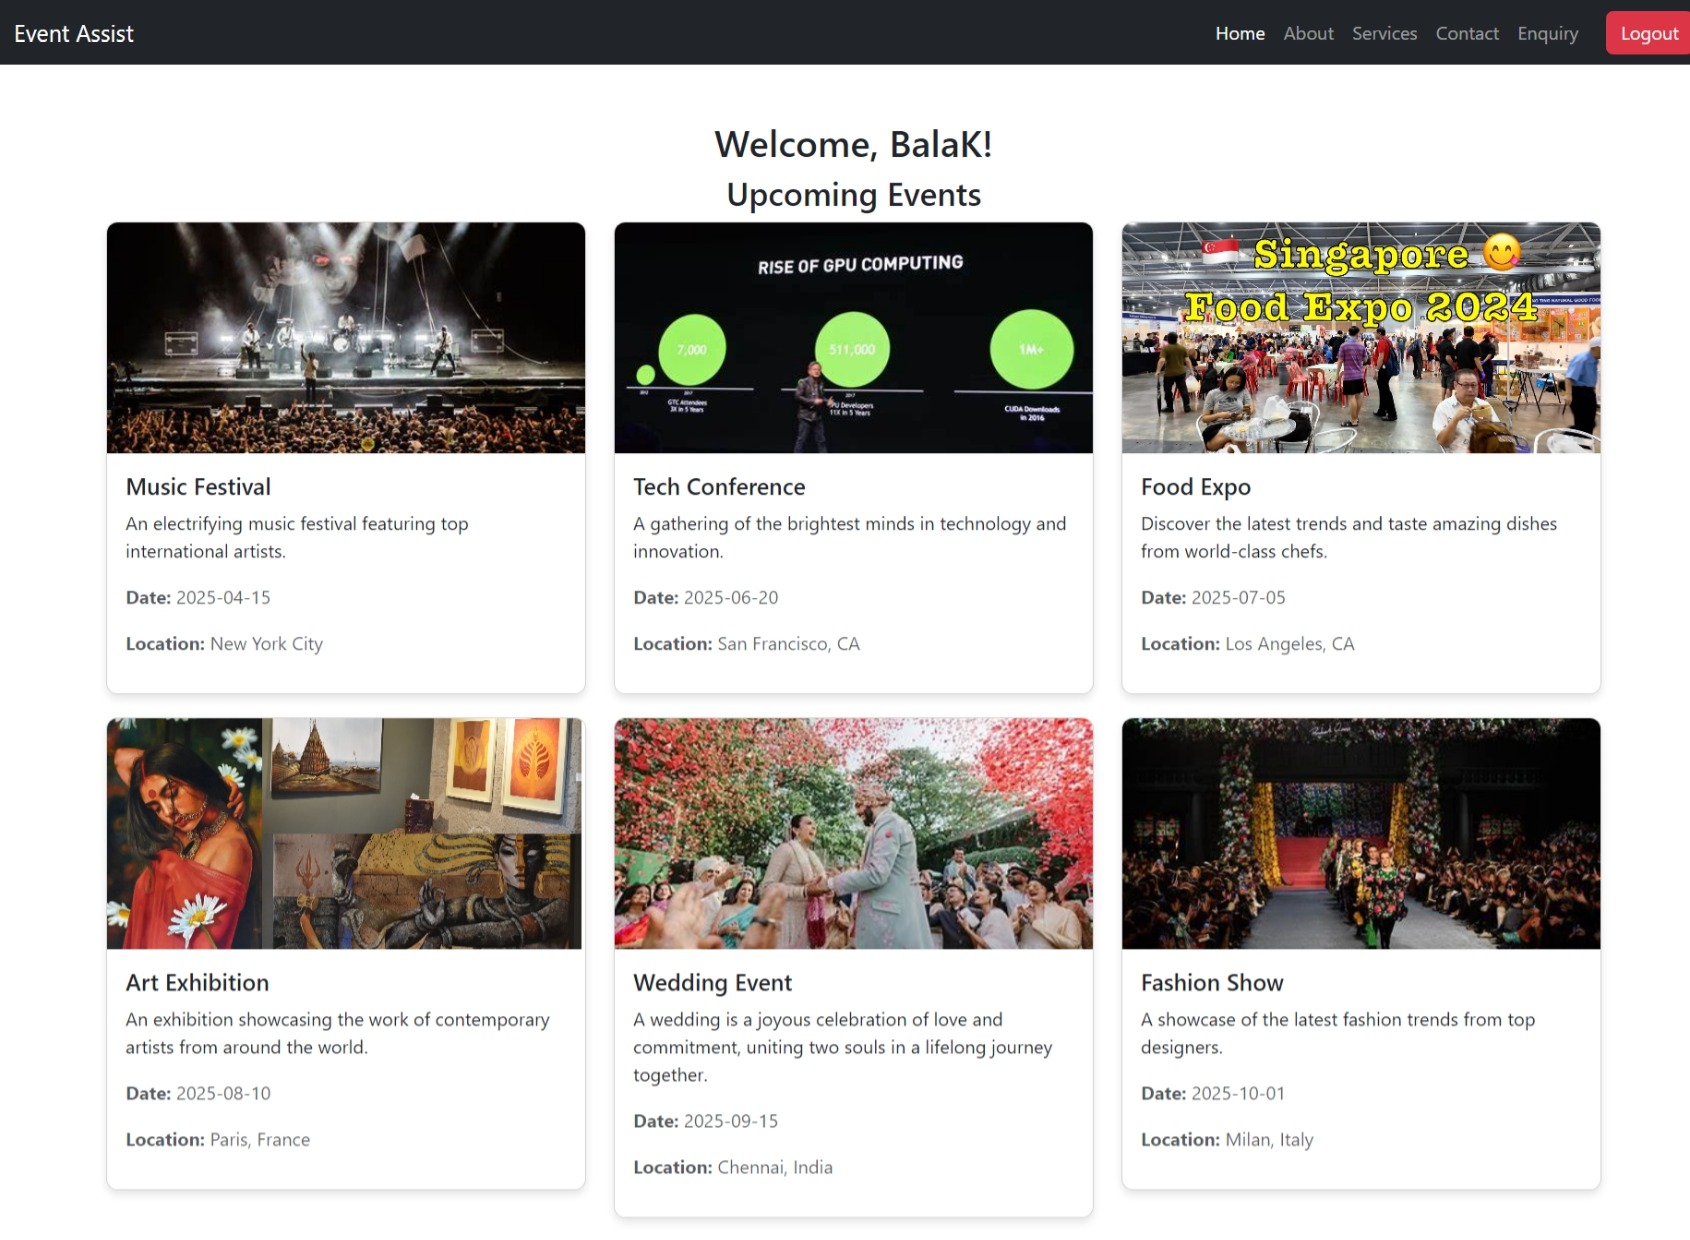 Event Assist
Home About Services Contact Enquiry Logout
Welcome, BalaK!
Upcoming Events
RISE OF GPU COMPUTING
7,000
511,000
1M+
GTC Attendees
3X in 5 Years
2017
GPU Developers
11X in 5 Years
CUDA Downloads
in 2016
🇸🇬 Singapore 😋
Food Expo 2024
Music Festival
An electrifying music festival featuring top
international artists.
Date: 2025-04-15
Location: New York City
Tech Conference
A gathering of the brightest minds in technology and
innovation.
Date: 2025-06-20
Location: San Francisco, CA
Food Expo
Discover the latest trends and taste amazing dishes
from world-class chefs.
Date: 2025-07-05
Location: Los Angeles, CA
Art Exhibition
An exhibition showcasing the work of contemporary
artists from around the world.
Date: 2025-08-10
Location: Paris, France
Wedding Event
A wedding is a joyous celebration of love and
commitment, uniting two souls in a lifelong journey
together.
Date: 2025-09-15
Location: Chennai, India
Fashion Show
A showcase of the latest fashion trends from top
designers.
Date: 2025-10-01
Location: Milan, Italy